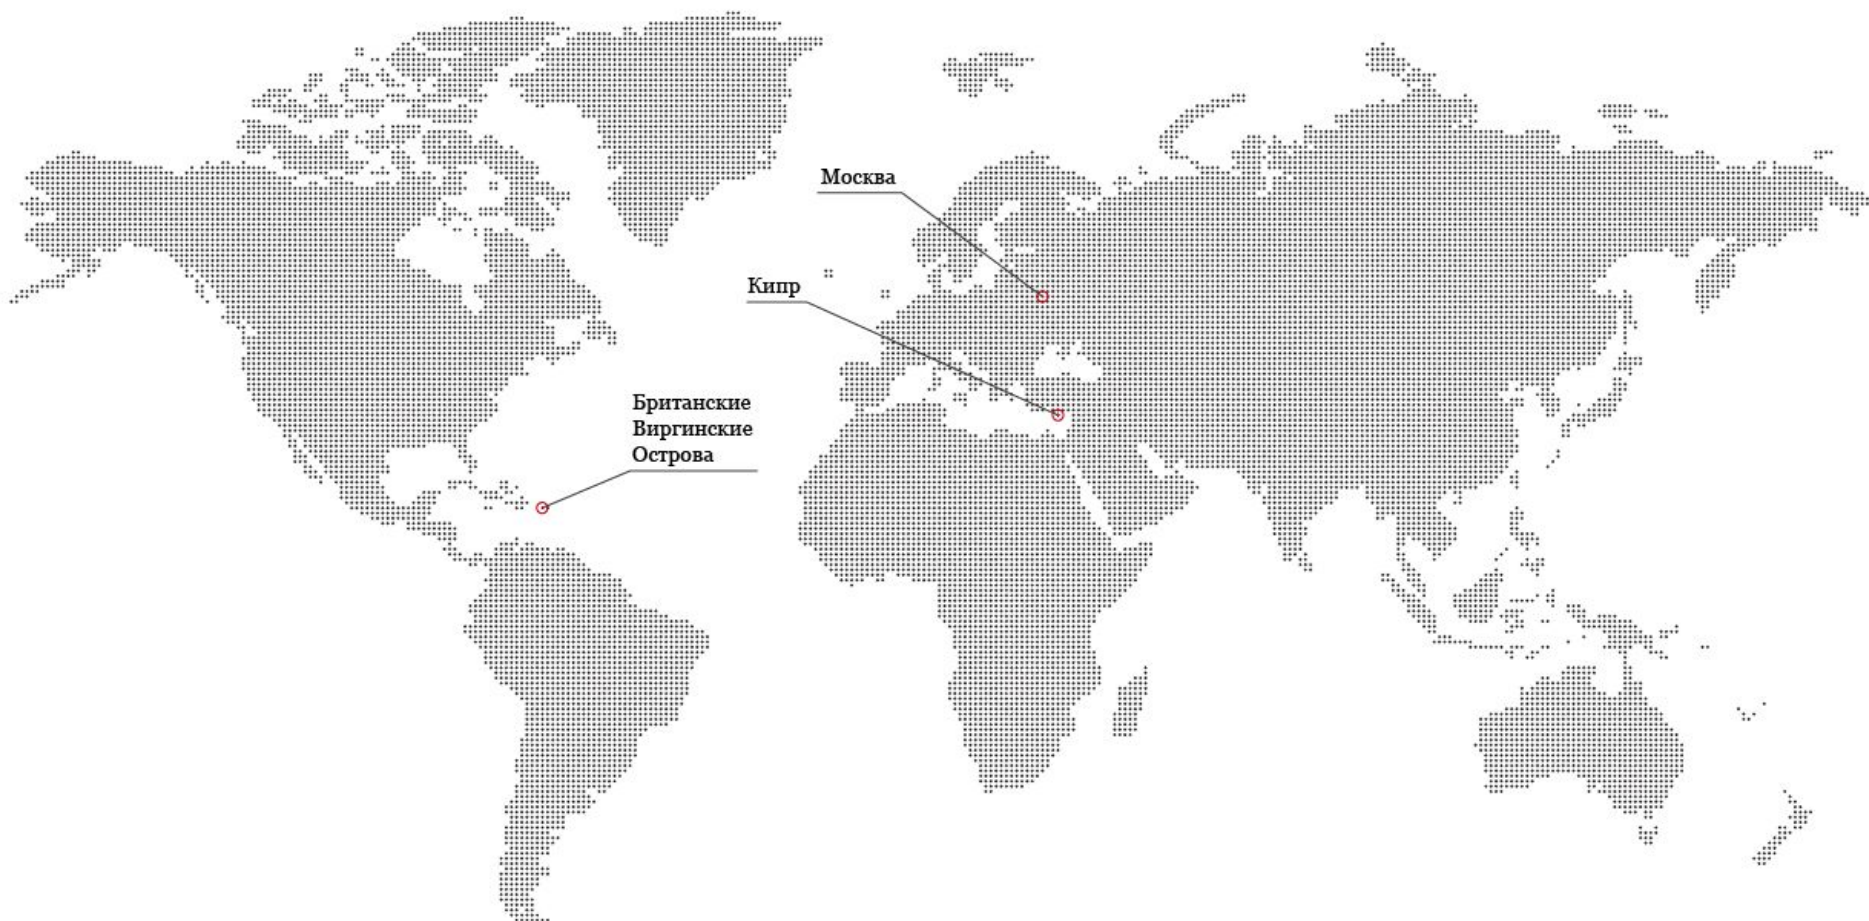 Москва
Кипр
Британские
Виргинские
Острова